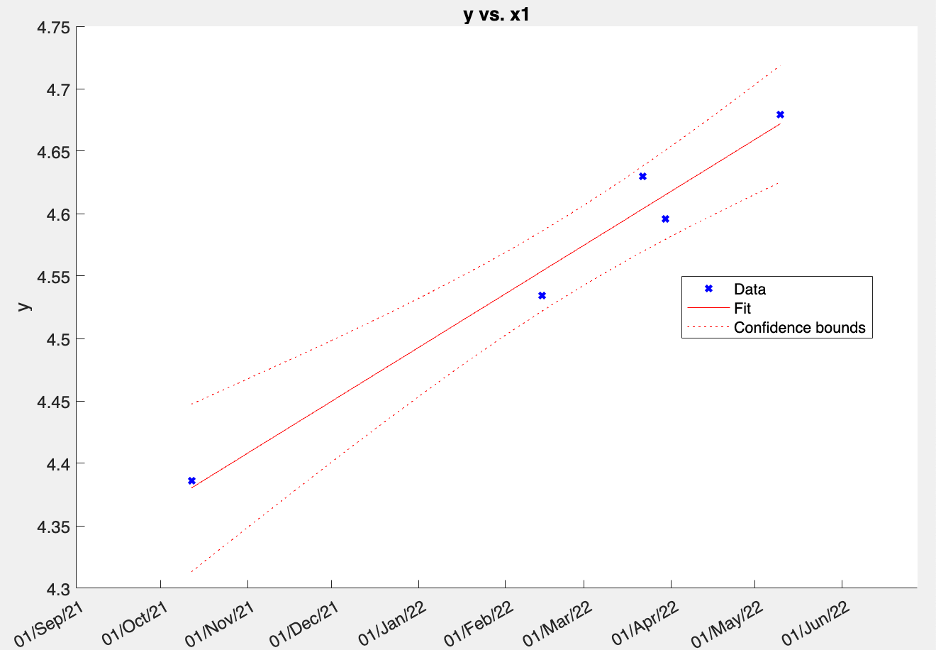 y vs. x1
4.75
4.7
4.65
4.6
4.55
4.5
4.45
4.4
4.35
4.3
y
Data
Fit
Confidence bounds
01/Sep/21
01/Oct/21
01/Nov/21
01/Dec/21
01/Jan/22
01/Feb/22
01/Mar/22
01/Apr/22
01/May/22
01/Jun/22